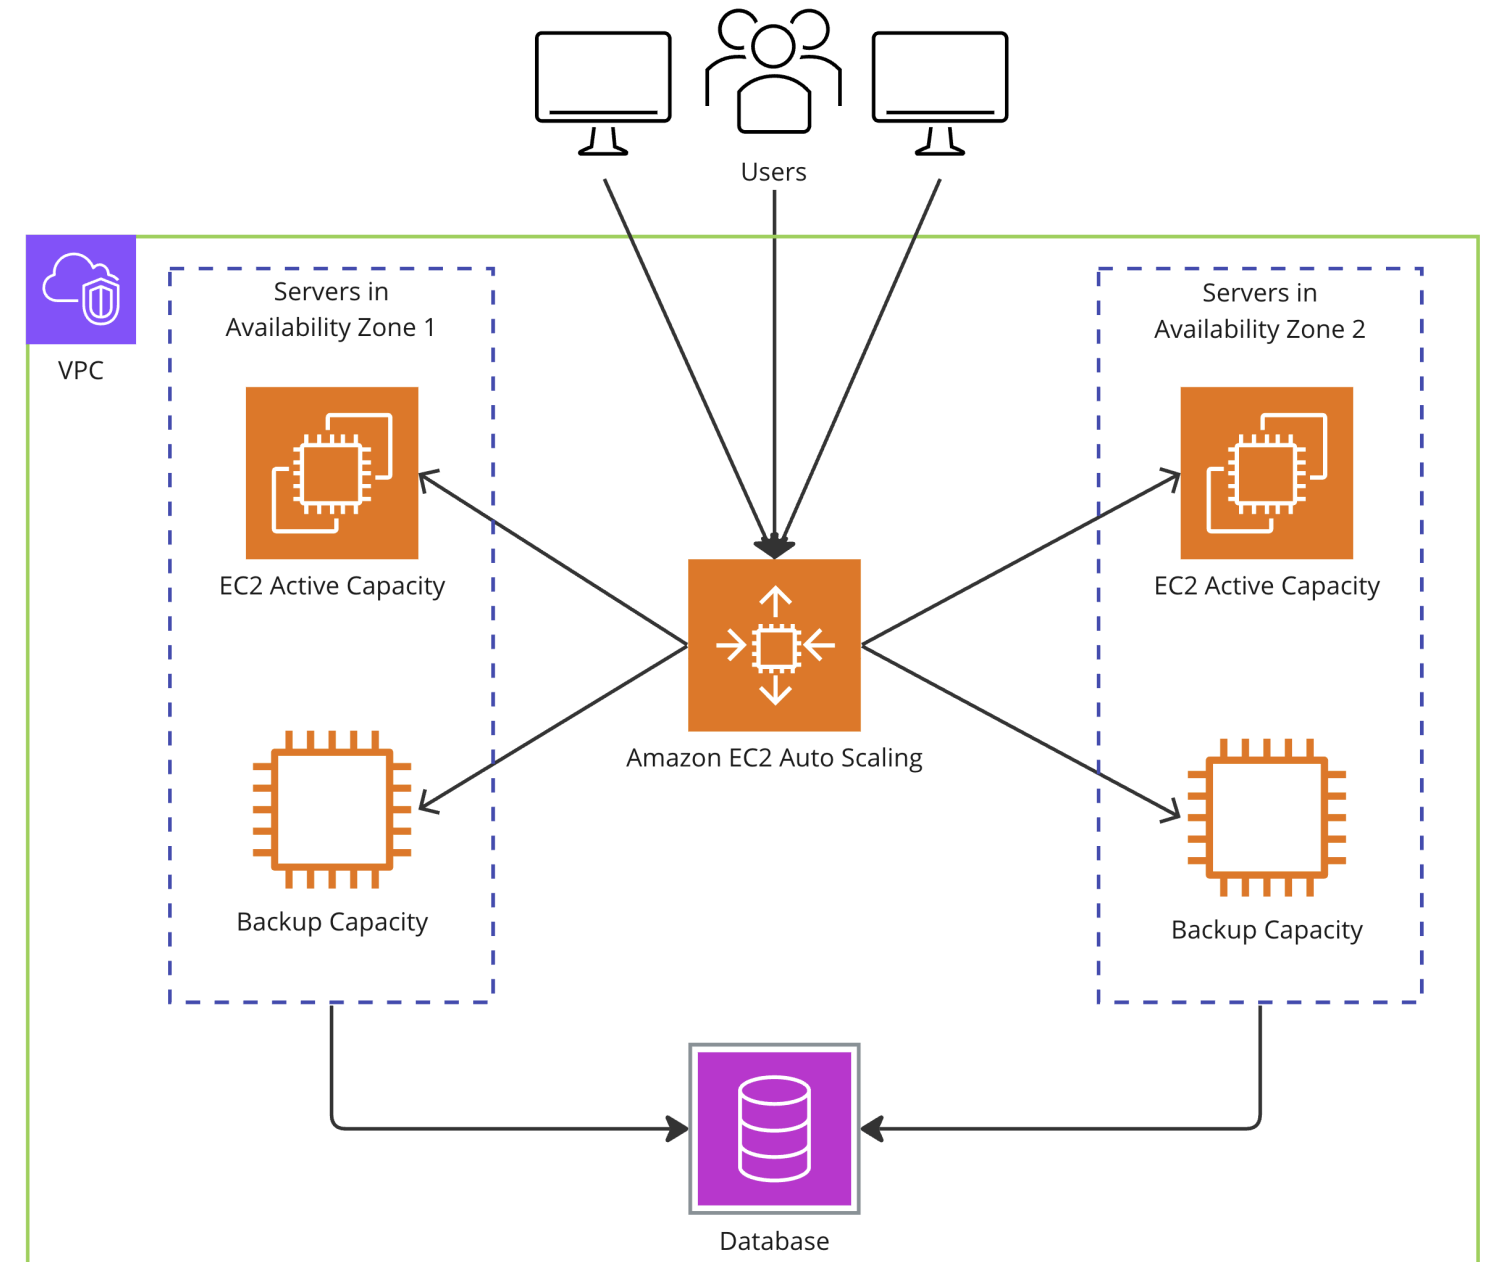 Users
VPC
Servers in
Availability Zone 1
Servers in
Availability Zone 2
EC2 Active Capacity
EC2 Active Capacity
Amazon EC2 Auto Scaling
Backup Capacity
Backup Capacity
Database